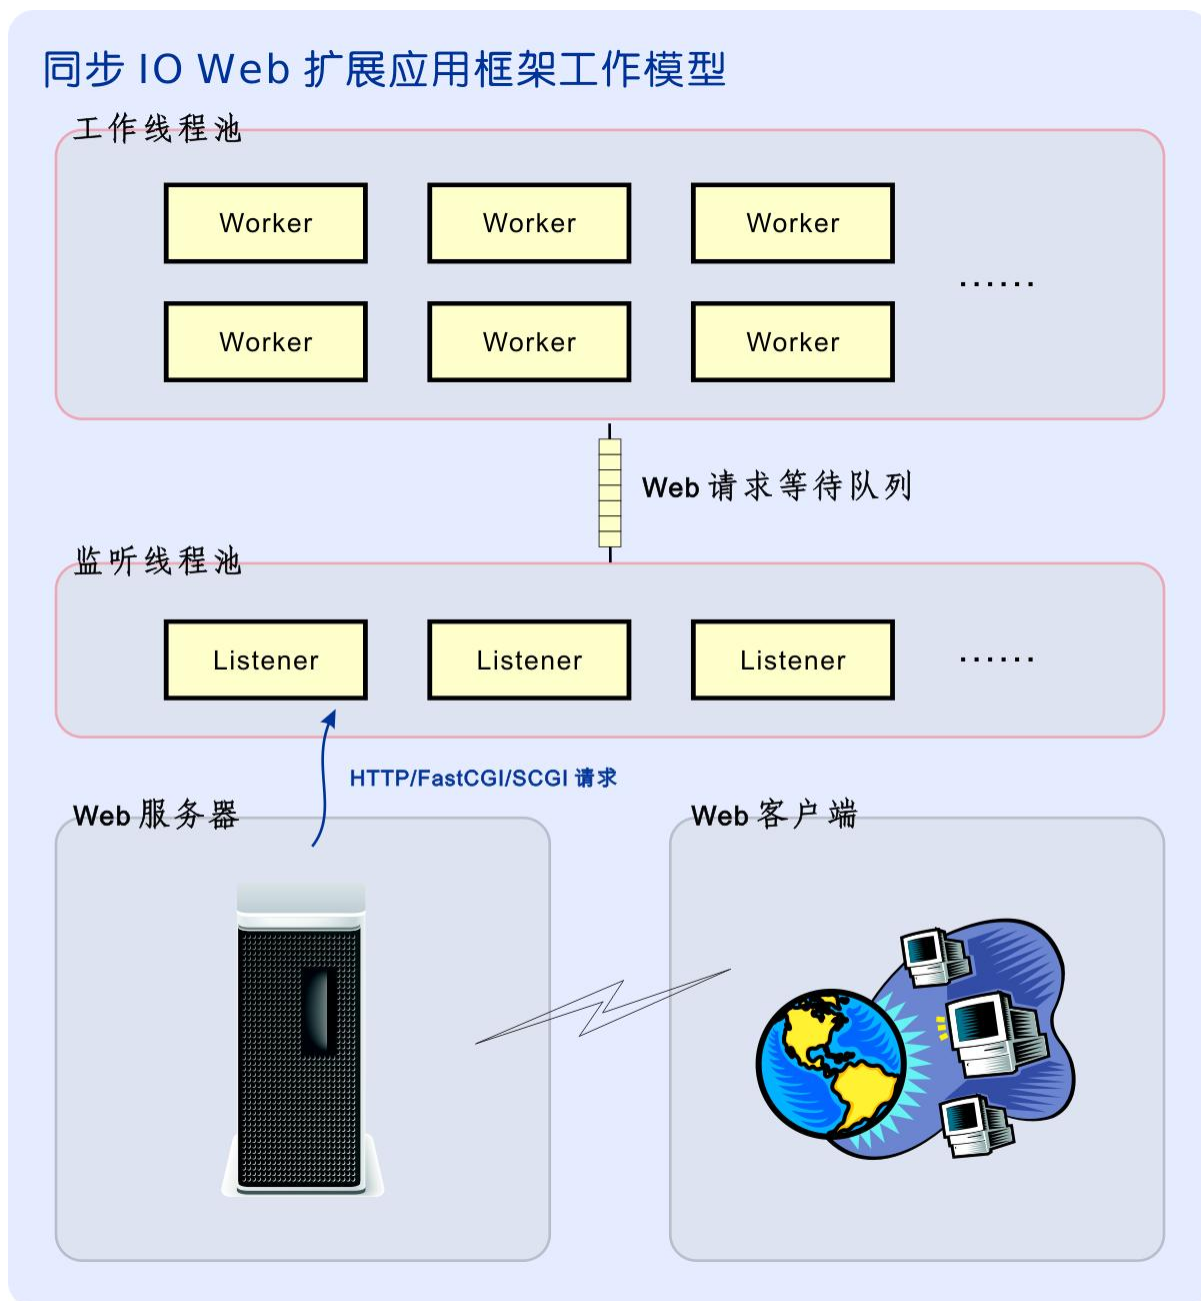 同步 IO Web 扩展应用框架工作模型
工作线程池
Worker Worker Worker
......
Worker Worker Worker
Web 请求等待队列
监听线程池
Listener Listener Listener ......
HTTP/FastCGI/SCGI 请求
Web 服务器
Web 客户端